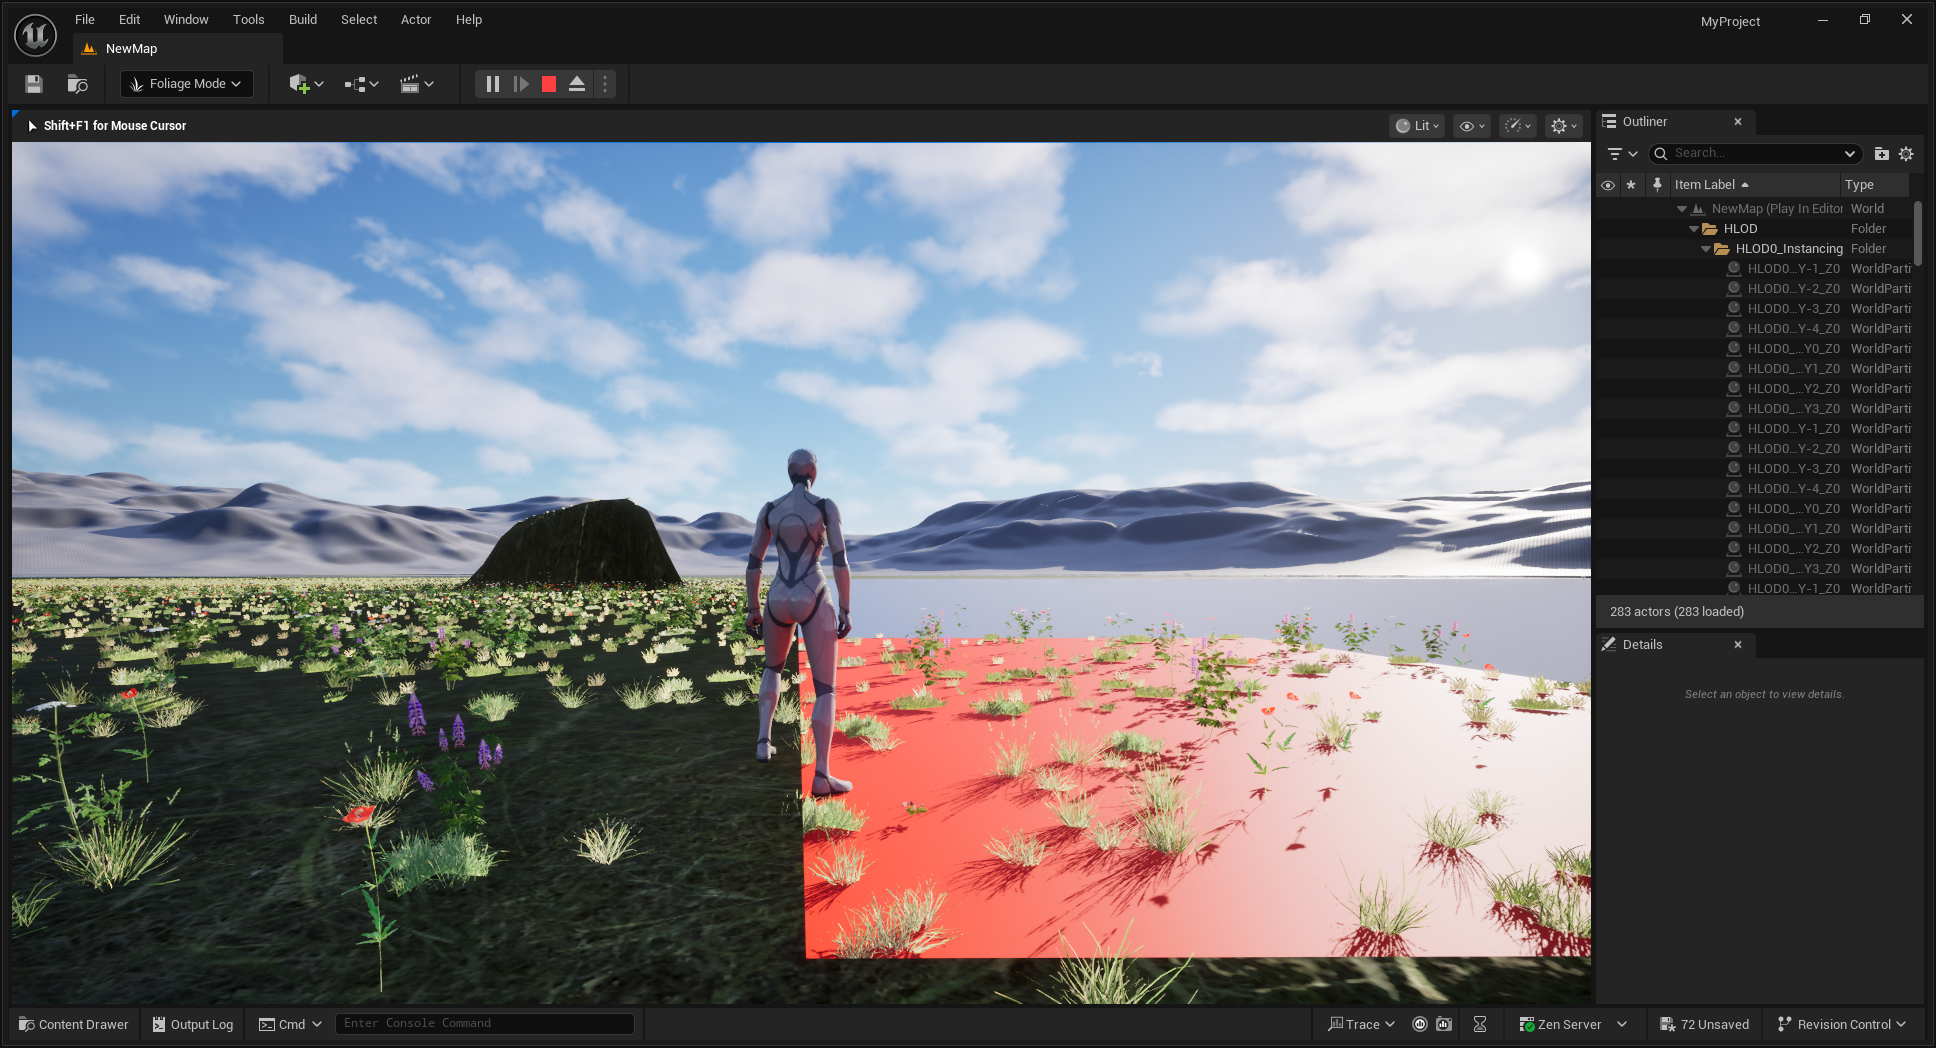 File Edit Window Tools Build Select Actor Help
MyProject
NewMap
Foliage Mode
Shift+F1 for Mouse Cursor
Lit
Outliner
Search...
Item Label Type
NewMap (Play In Editor World
HLOD Folder
HLOD0_Instancing Folder
HLOD0...Y-1_Z0 WorldParti
HLOD0...Y-2_Z0 WorldParti
HLOD0...Y-3_Z0 WorldParti
HLOD0...Y-4_Z0 WorldParti
HLOD0_...Y0_Z0 WorldParti
HLOD0_...Y1_Z0 WorldParti
HLOD0_...Y2_Z0 WorldParti
HLOD0_...Y3_Z0 WorldParti
HLOD0...Y-1_Z0 WorldParti
HLOD0...Y-2_Z0 WorldParti
HLOD0...Y-3_Z0 WorldParti
HLOD0...Y-4_Z0 WorldParti
HLOD0_...Y0_Z0 WorldParti
HLOD0_...Y1_Z0 WorldParti
HLOD0_...Y2_Z0 WorldParti
HLOD0_...Y3_Z0 WorldParti
HLOD0...Y-1_Z0 WorldParti
283 actors (283 loaded)
Details
Select an object to view details.
Content Drawer Output Log Cmd Enter Console Command Trace Zen Server 72 Unsaved Revision Control